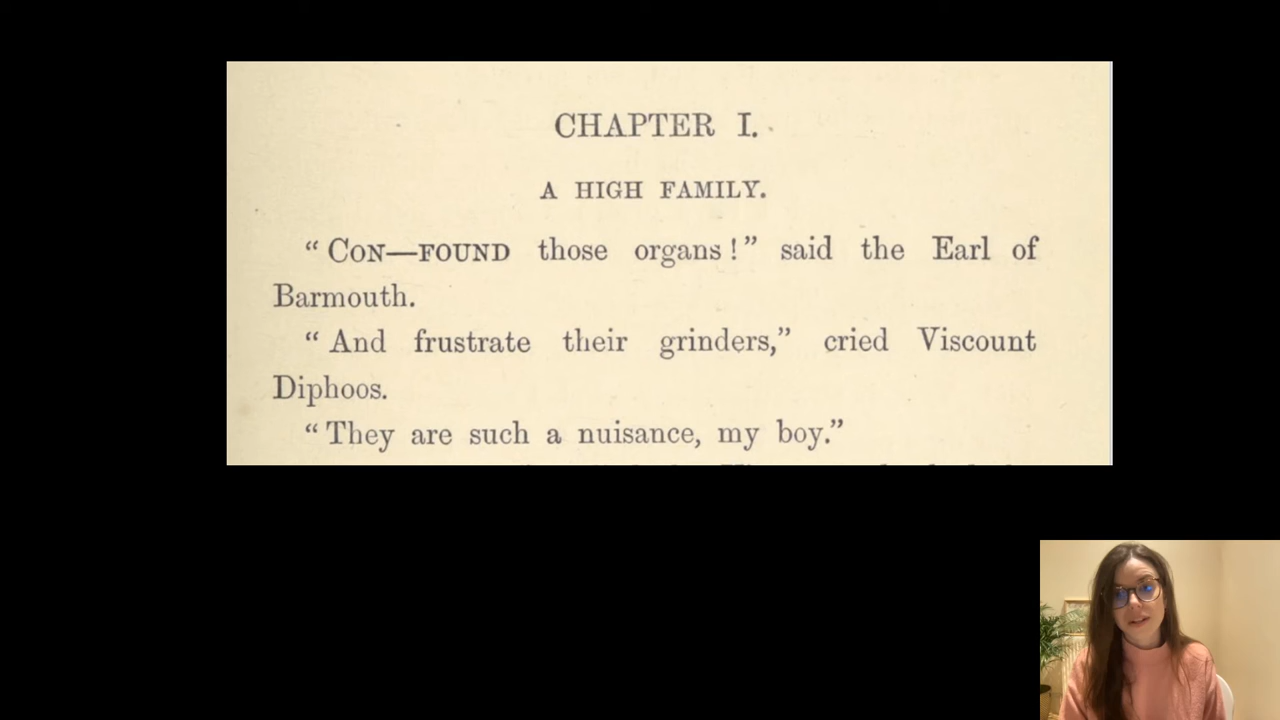 CHAPTER I.
A HIGH FAMILY.
“ CON—FOUND those organs ! ” said the Earl of
Barmouth.
“ And frustrate their grinders,” cried Viscount
Diphoos.
“ They are such a nuisance, my boy.”